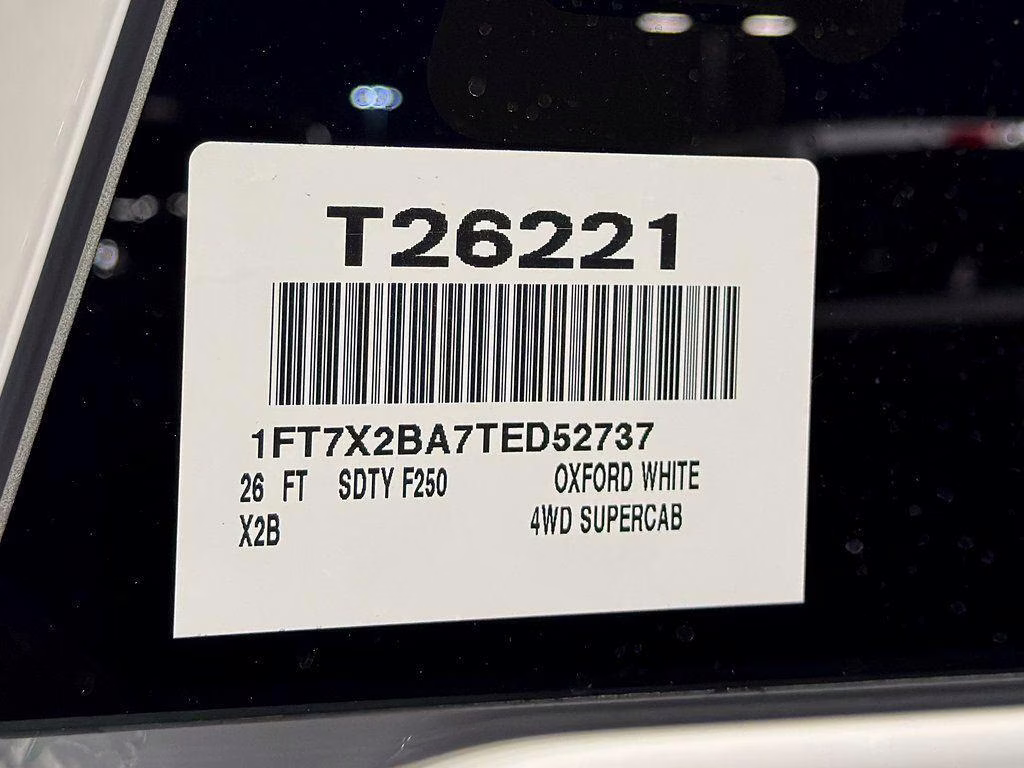 T26221
1FT7X2BA7TED52737
26 FT SDTY F250 OXFORD WHITE
X2B 4WD SUPERCAB